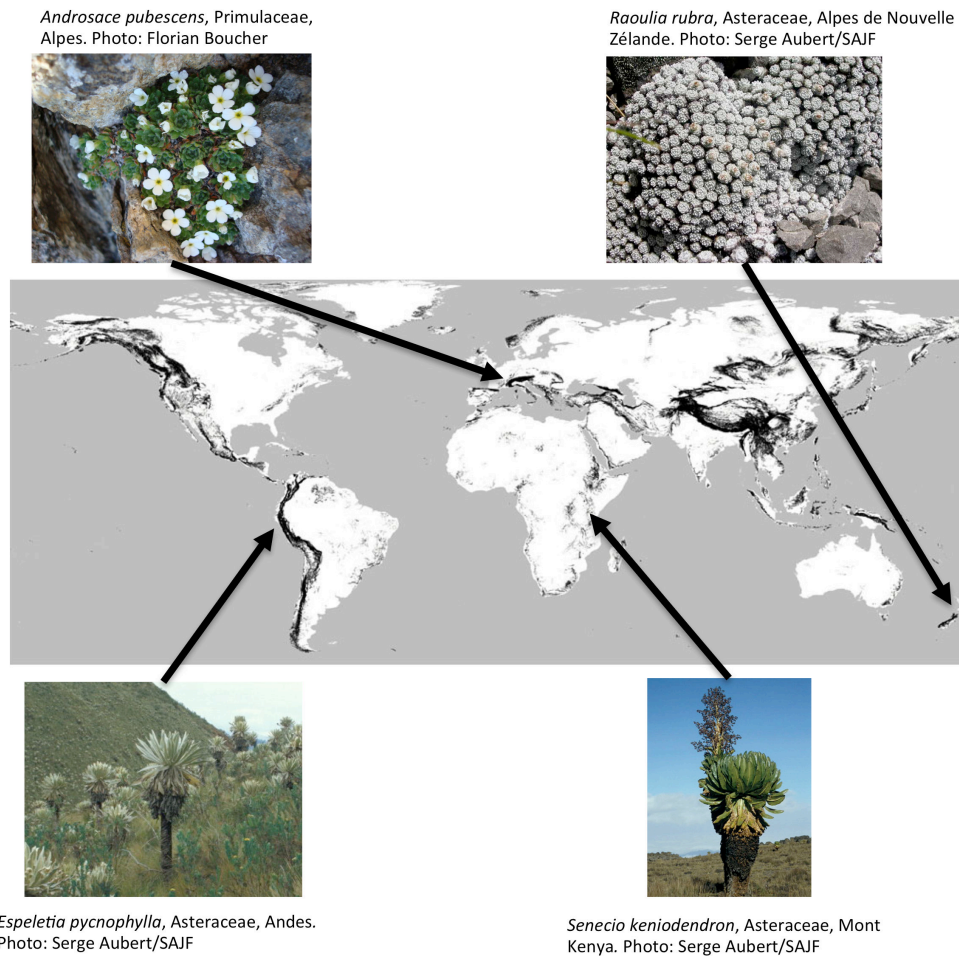 Androsace pubescens, Primulaceae,
Alpes. Photo: Florian Boucher
Raoulia rubra, Asteraceae, Alpes de Nouvelle
Zélande. Photo: Serge Aubert/SAJF
Espeletia pycnophylla, Asteraceae, Andes.
Photo: Serge Aubert/SAJF
Senecio keniodendron, Asteraceae, Mont
Kenya. Photo: Serge Aubert/SAJF